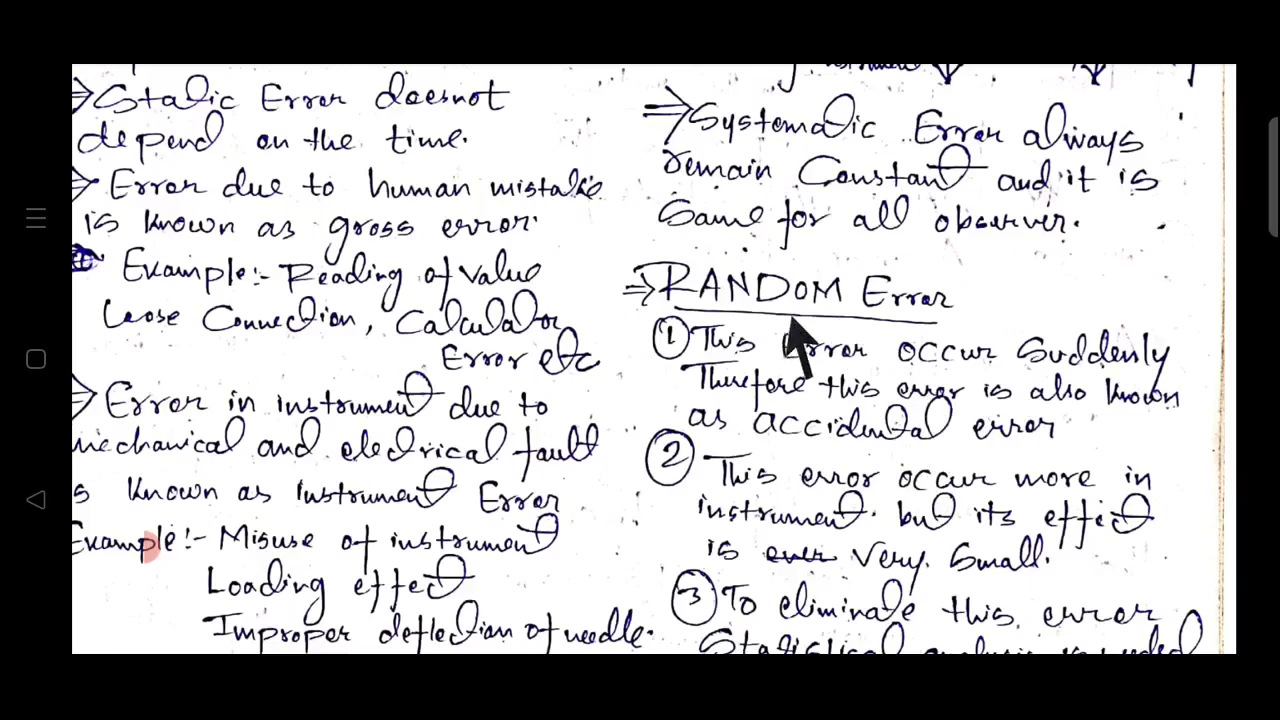 ⇒ Static Error doesnot
depend on the time.
⇒ Error due to human mistake
is known as gross error.
Example:- Reading of value
Loose Connection, Calculator
Error etc
⇒ Error in instrument due to
mechanical and electrical fault
is known as instrument Error
Example:- Misuse of instrument
Loading effect
Improper deflection of needle.
⇒ Systematic Error always
remain Constant and it is
Same for all observer.
⇒ RANDOM Error
① This error occur Suddenly
Therefore this error is also known
as accidental error
② This error occur more in
instrument. but its effect
is very Small.
③ To eliminate this error
Statistical analysis is